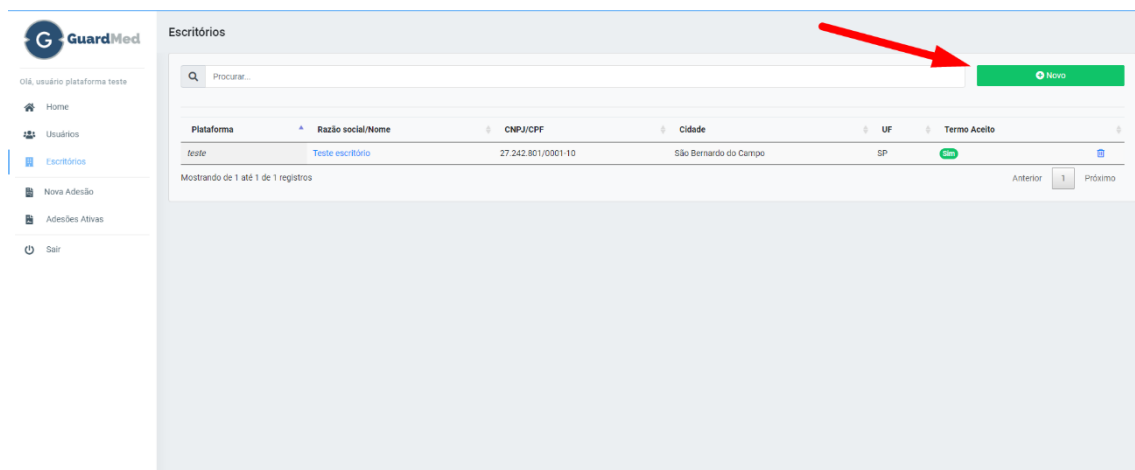 GuardMed
Olá, usuário plataforma teste
Home
Usuários
Escritórios
Nova Adesão
Adesões Ativas
Sair
Escritórios
Procurar...
Novo
Plataforma Razão social/Nome CNPJ/CPF Cidade UF Termo Aceito
teste Teste escritório 27.242.801/0001-10 São Bernardo do Campo SP Sim
Mostrando de 1 até 1 de 1 registros
Anterior 1 Próximo